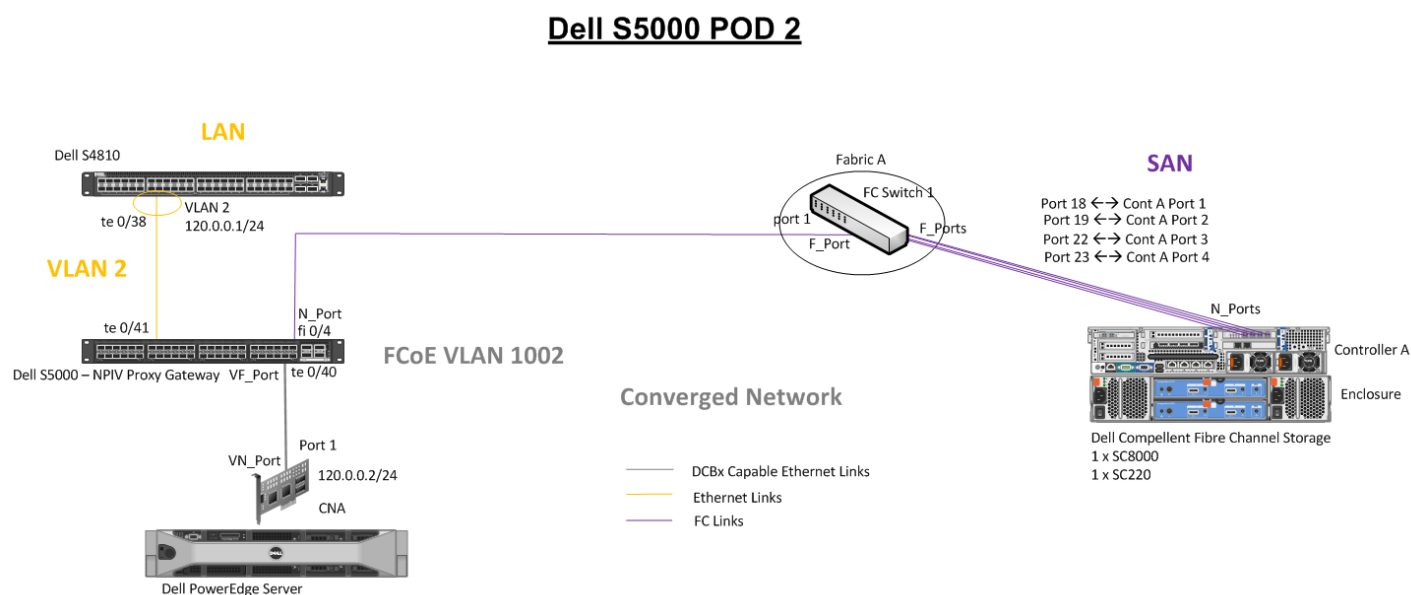 Dell S5000 POD 2
LAN
Dell S4810
te 0/38
VLAN 2
120.0.0.1/24
VLAN 2
te 0/41
N_Port
fi 0/4
Dell S5000 – NPIV Proxy Gateway
VF_Port
te 0/40
FCoE VLAN 1002
Converged Network
VN_Port
Port 1
120.0.0.2/24
CNA
Dell PowerEdge Server
DCBx Capable Ethernet Links
Ethernet Links
FC Links
Fabric A
FC Switch 1
port 1
F_Port
F_Ports
SAN
Port 18 ←→ Cont A Port 1
Port 19 ←→ Cont A Port 2
Port 22 ←→ Cont A Port 3
Port 23 ←→ Cont A Port 4
N_Ports
Controller A
Enclosure
Dell Compellent Fibre Channel Storage
1 x SC8000
1 x SC220